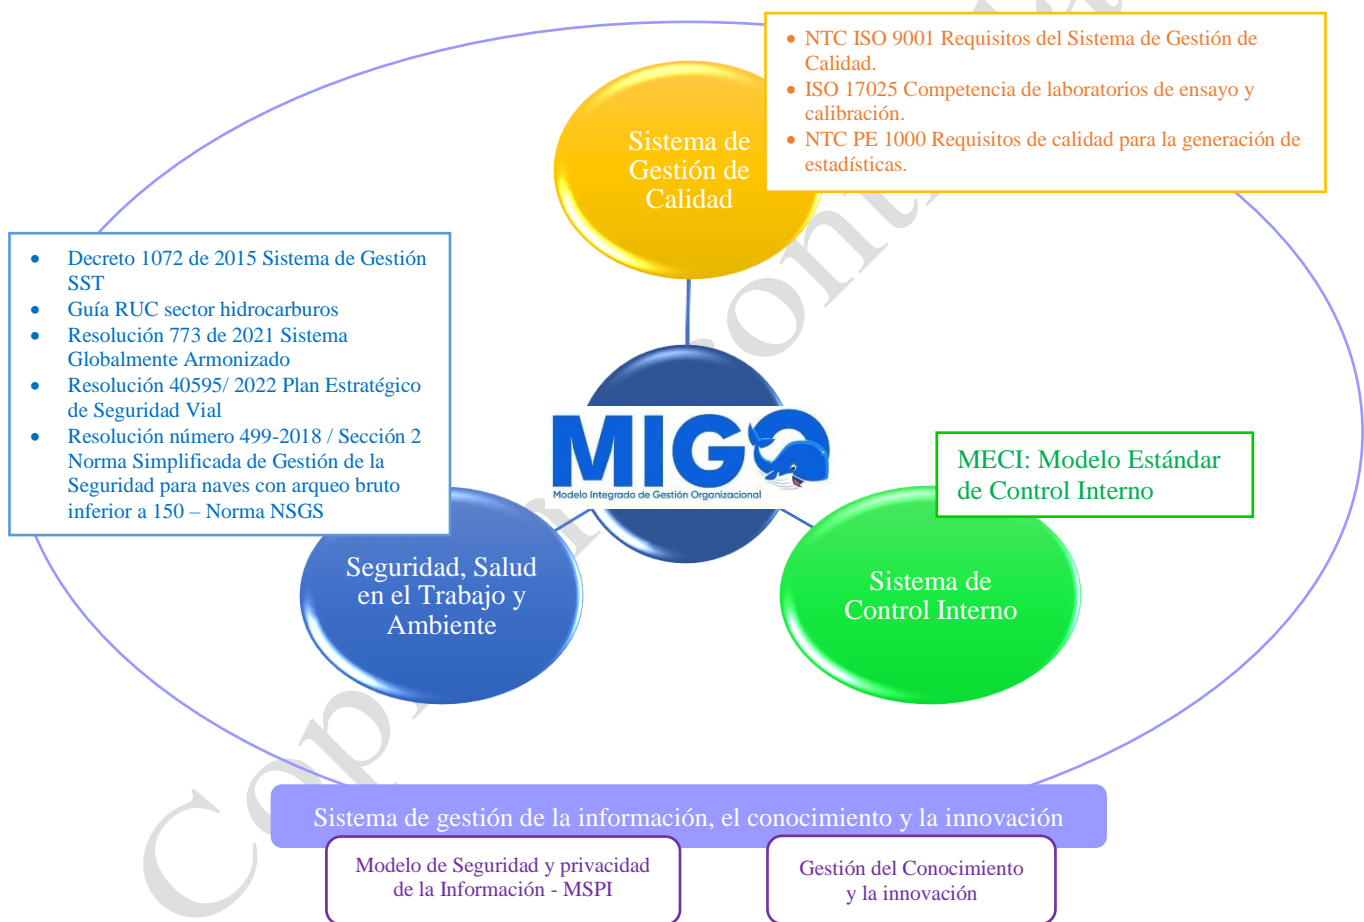 • NTC ISO 9001 Requisitos del Sistema de Gestión de
Calidad.
• ISO 17025 Competencia de laboratorios de ensayo y
calibración.
• NTC PE 1000 Requisitos de calidad para la generación de
estadísticas.
Sistema de
Gestión de
Calidad
• Decreto 1072 de 2015 Sistema de Gestión
SST
• Guía RUC sector hidrocarburos
• Resolución 773 de 2021 Sistema
Globalmente Armonizado
• Resolución 40595/ 2022 Plan Estratégico
de Seguridad Vial
• Resolución número 499-2018 / Sección 2
Norma Simplificada de Gestión de la
Seguridad para naves con arqueo bruto
inferior a 150 – Norma NSGS
MIGO
Modelo Integrado de Gestión Organizacional
MECI: Modelo Estándar
de Control Interno
Seguridad, Salud
en el Trabajo y
Ambiente
Sistema de
Control Interno
Sistema de gestión de la información, el conocimiento y la innovación
Modelo de Seguridad y privacidad
de la Información - MSPI
Gestión del Conocimiento
y la innovación